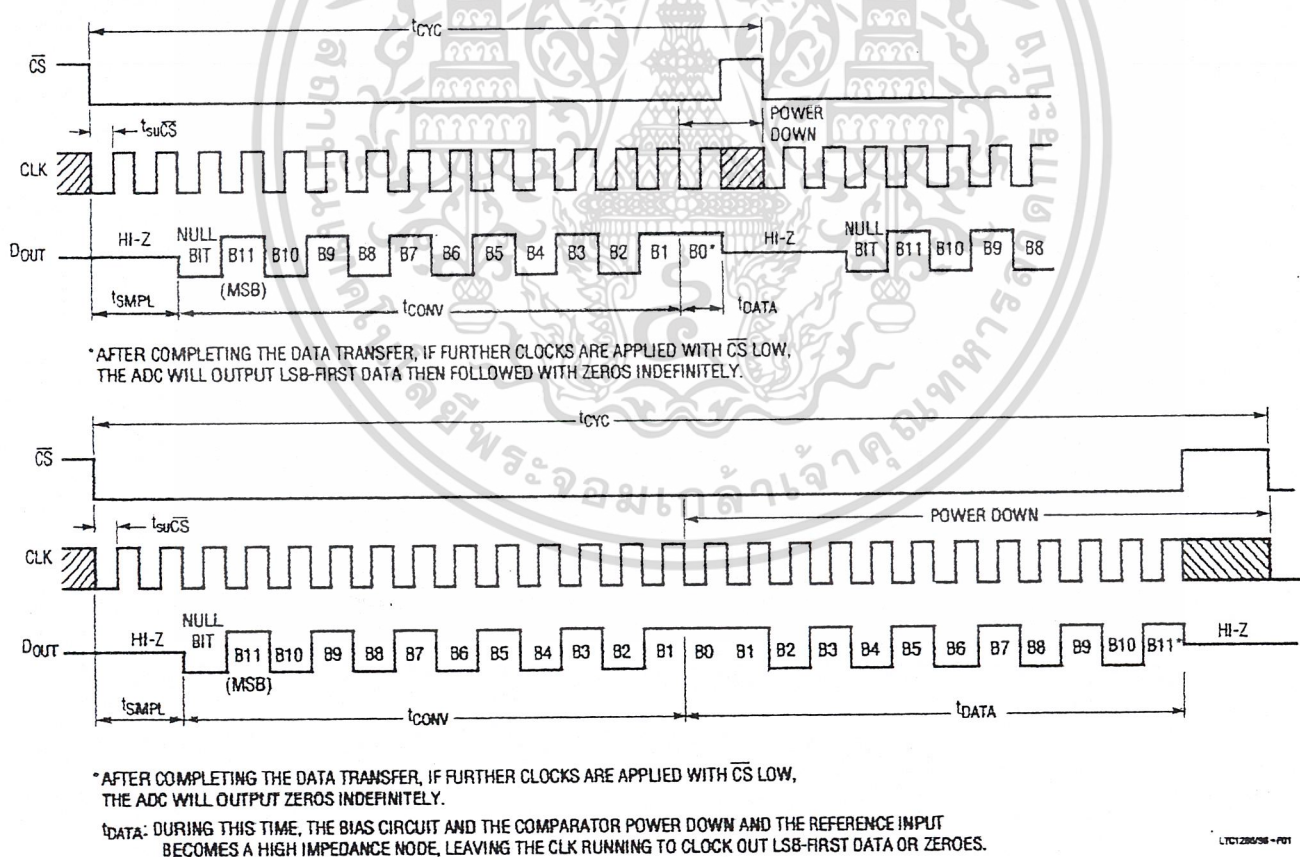 tCYC
CS
POWER
DOWN
tsuCS
CLK
DOUT
HI-Z
NULL
BIT
B11
B10
B9
B8
B7
B6
B5
B4
B3
B2
B1
B0*
HI-Z
NULL
BIT
B11
B10
B9
B8
(MSB)
tSMPL
tCONV
tDATA
*AFTER COMPLETING THE DATA TRANSFER, IF FURTHER CLOCKS ARE APPLIED WITH CS LOW,
THE ADC WILL OUTPUT LSB-FIRST DATA THEN FOLLOWED WITH ZEROS INDEFINITELY.
tCYC
CS
POWER DOWN
tsuCS
CLK
DOUT
HI-Z
NULL
BIT
B11
B10
B9
B8
B7
B6
B5
B4
B3
B2
B1
B0
B1
B2
B3
B4
B5
B6
B7
B8
B9
B10
B11*
HI-Z
(MSB)
tSMPL
tCONV
tDATA
*AFTER COMPLETING THE DATA TRANSFER, IF FURTHER CLOCKS ARE APPLIED WITH CS LOW,
THE ADC WILL OUTPUT ZEROS INDEFINITELY.
tDATA: DURING THIS TIME, THE BIAS CIRCUIT AND THE COMPARATOR POWER DOWN AND THE REFERENCE INPUT
BECOMES A HIGH IMPEDANCE NODE, LEAVING THE CLK RUNNING TO CLOCK OUT LSB-FIRST DATA OR ZEROES.